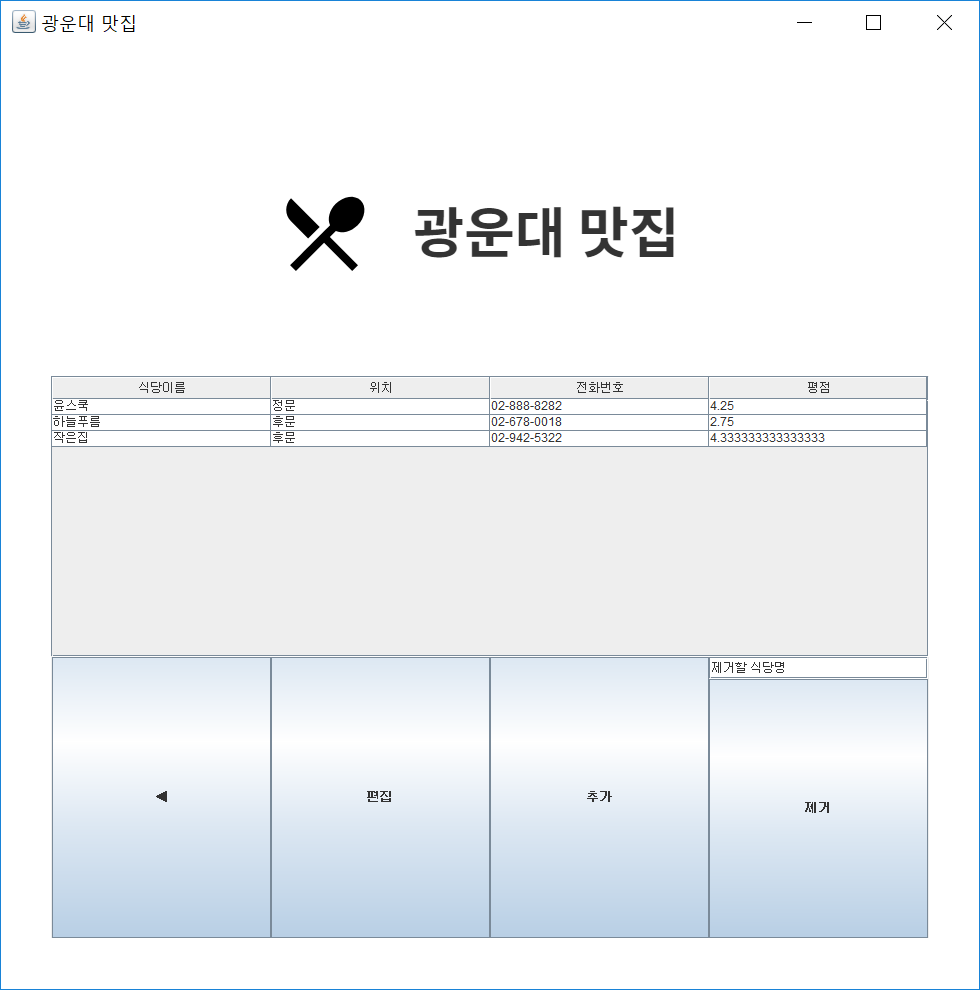 광운대 맛집
광운대 맛집
식당이름 위치 전화번호 평점
윤스쿡 정문 02-888-8282 4.25
하늘푸름 후문 02-678-0018 2.75
작은집 후문 02-942-5322 4.333333333333333
제거할 식당명
◀ 편집 추가 제거